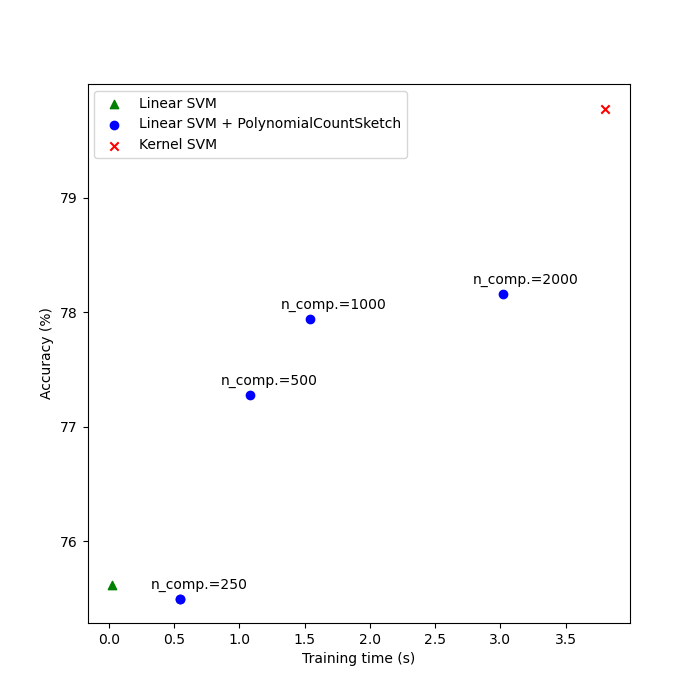 Linear SVM
Linear SVM + PolynomialCountSketch
Kernel SVM
79
n_comp.=2000
n_comp.=1000
78
n_comp.=500
77
76
n_comp.=250
Accuracy (%)
0.0 0.5 1.0 1.5 2.0 2.5 3.0 3.5
Training time (s)